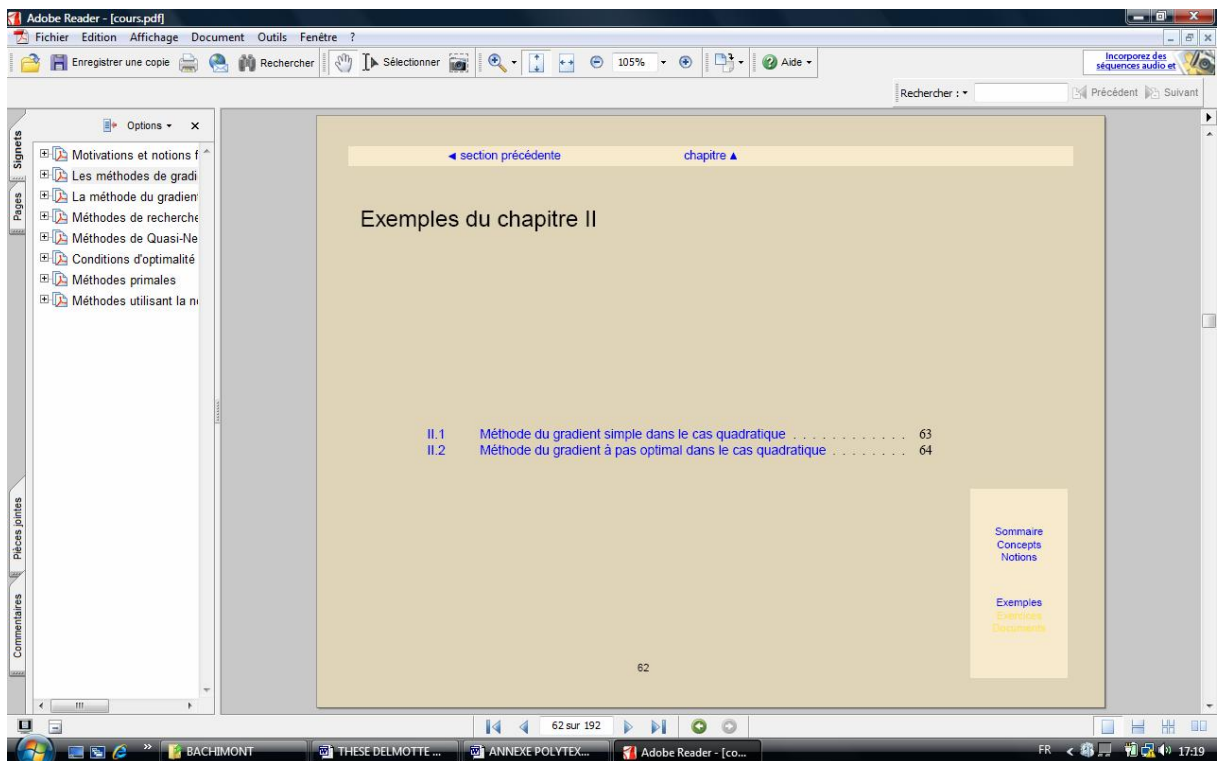 Adobe Reader - [cours.pdf]
Fichier Edition Affichage Document Outils Fenêtre ?
Enregistrer une copie Rechercher Sélectionner 105% Aide
Incorporez des
séquences audio et
Rechercher : Précédent Suivant
Options x
Signets
Pages
Pièces jointes
Commentaires
Motivations et notions f
Les méthodes de gradi
La méthode du gradien
Méthodes de recherche
Méthodes de Quasi-Ne
Conditions d'optimalité
Méthodes primales
Méthodes utilisant la n
◄ section précédente chapitre ▲
Exemples du chapitre II
II.1 Méthode du gradient simple dans le cas quadratique . . . . . . . . . . . . 63
II.2 Méthode du gradient à pas optimal dans le cas quadratique . . . . . . . . 64
Sommaire
Concepts
Notions
Exemples
Exercices
Documents
62
62 sur 192
BACHIMONT THESE DELMOTTE ... ANNEXE POLYTEX... Adobe Reader - [co... FR 17:19